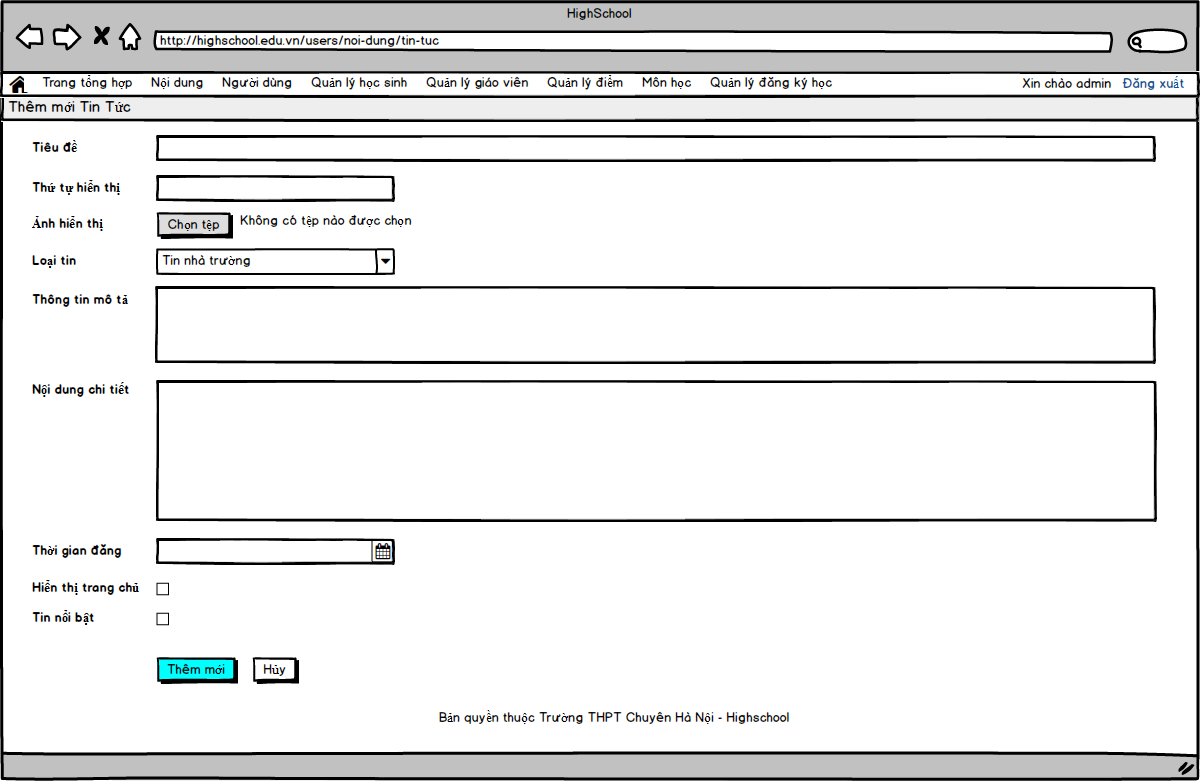 HighSchool
http://highschool.edu.vn/users/noi-dung/tin-tuc
Trang tổng hợp Nội dung Người dùng Quản lý học sinh Quản lý giáo viên Quản lý điểm Môn học Quản lý đăng ký học Xin chào admin Đăng xuất
Thêm mới Tin Tức
Tiêu đề
Thứ tự hiển thị
Ảnh hiển thị Chọn tệp Không có tệp nào được chọn
Loại tin Tin nhà trường
Thông tin mô tả
Nội dung chi tiết
Thời gian đăng
Hiển thị trang chủ
Tin nổi bật
Thêm mới Hủy
Bản quyền thuộc Trường THPT Chuyên Hà Nội - Highschool